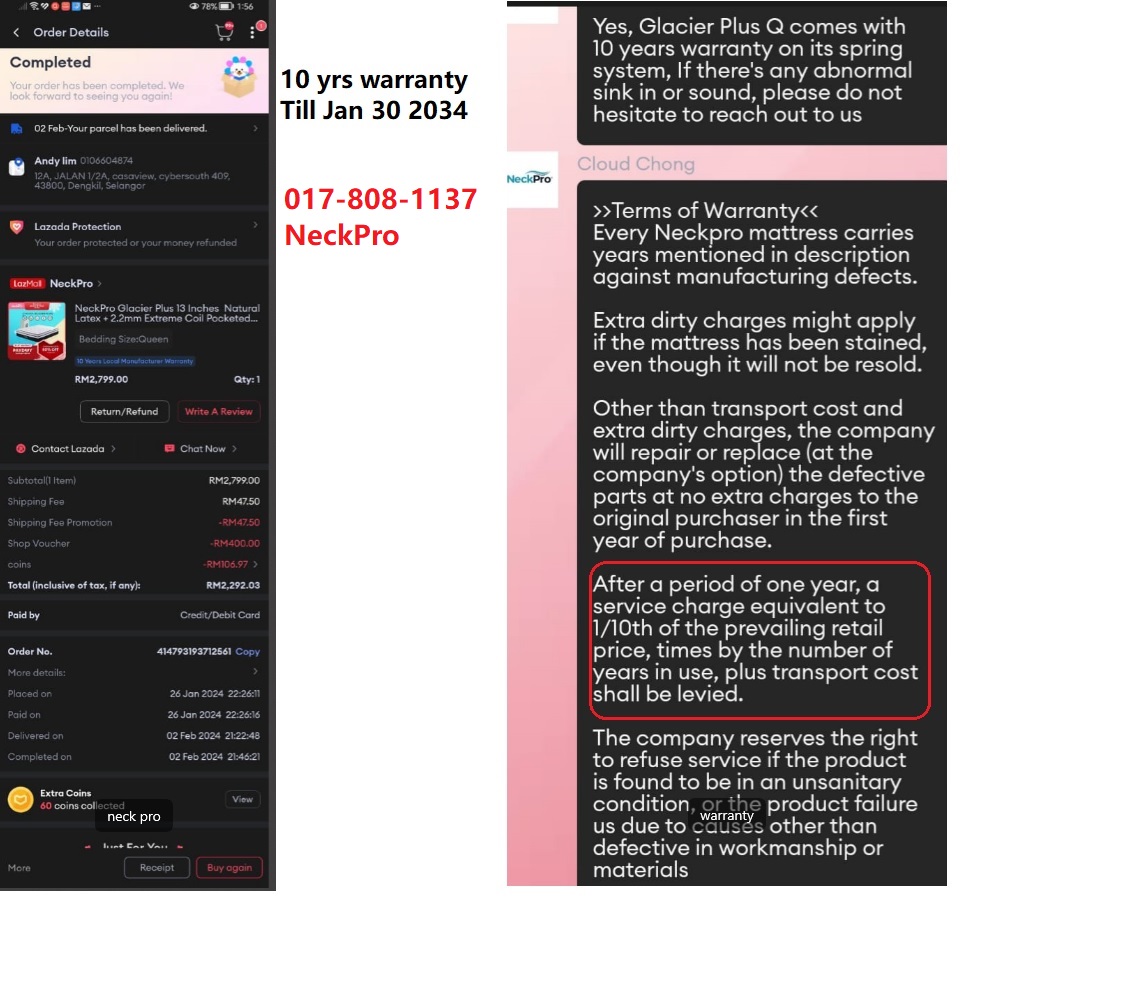 78% 1:56
Order Details
Completed
Your order has been completed. We
look forward to seeing you again!
02 Feb-Your parcel has been delivered.
Andy lim 0106604874
12A, JALAN 1/2A, casaview, cybersouth 409,
43800, Dengkil, Selangor
Lazada Protection
Your order protected or your money refunded
LazMall NeckPro
NeckPro Glacier Plus 13 Inches Natural
Latex + 2.2mm Extreme Coil Pocketed...
Bedding Size:Queen
10 Years Local Manufacturer Warranty
RM2,799.00 Qty: 1
Return/Refund Write A Review
Contact Lazada Chat Now
Subtotal(1 Item) RM2,799.00
Shipping Fee RM47.50
Shipping Fee Promotion -RM47.50
Shop Voucher -RM400.00
coins -RM106.97
Total (inclusive of tax, if any): RM2,292.03
Paid by Credit/Debit Card
Order No. 414793193712561 Copy
More details:
Placed on 26 Jan 2024 22:26:11
Paid on 26 Jan 2024 22:26:16
Delivered on 02 Feb 2024 21:22:48
Completed on 02 Feb 2024 21:46:21
Extra Coins
60 coins collected View
neck pro
Just For You
More Receipt Buy again
10 yrs warranty
Till Jan 30 2034
017-808-1137
NeckPro
Yes, Glacier Plus Q comes with
10 years warranty on its spring
system, If there's any abnormal
sink in or sound, please do not
hesitate to reach out to us
Cloud Chong
NeckPro
>>Terms of Warranty<<
Every Neckpro mattress carries
years mentioned in description
against manufacturing defects.
Extra dirty charges might apply
if the mattress has been stained,
even though it will not be resold.
Other than transport cost and
extra dirty charges, the company
will repair or replace (at the
company's option) the defective
parts at no extra charges to the
original purchaser in the first
year of purchase.
After a period of one year, a
service charge equivalent to
1/10th of the prevailing retail
price, times by the number of
years in use, plus transport cost
shall be levied.
The company reserves the right
to refuse service if the product
is found to be in an unsanitary
condition, or the product failure
us due to causes other than
warranty
defective in workmanship or
materials